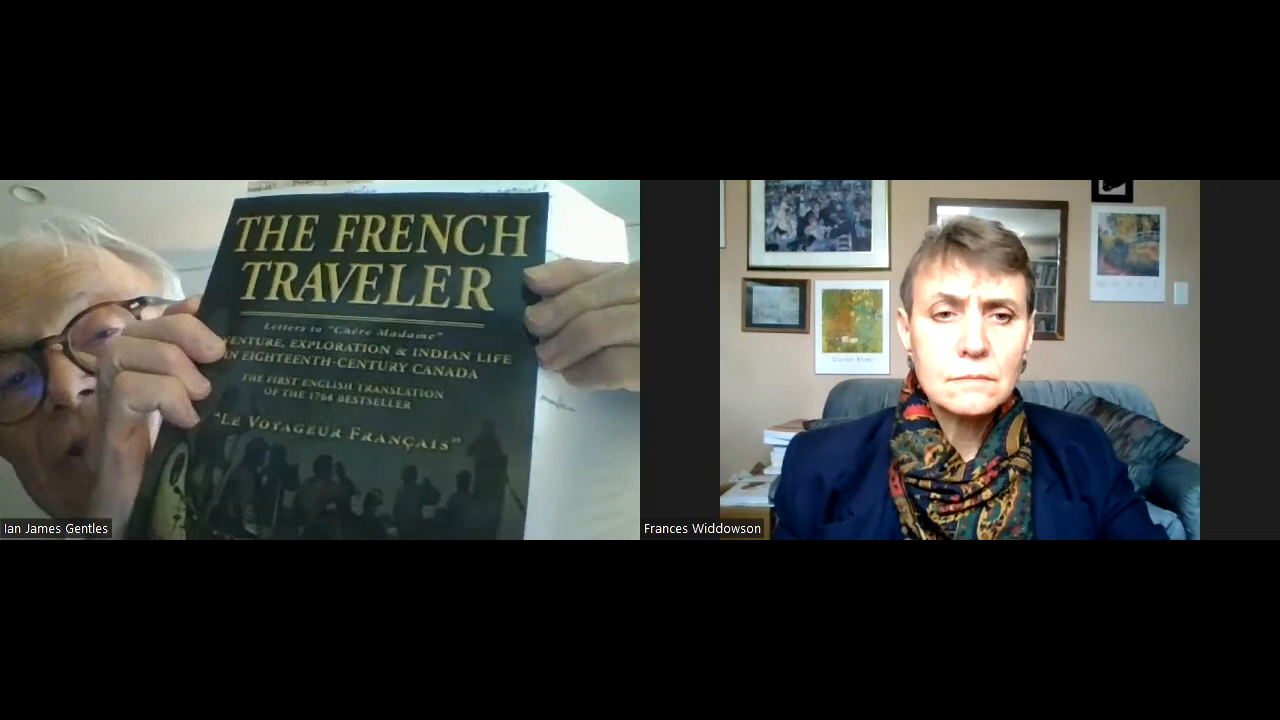 THE FRENCH
TRAVELER
Letters to "Chère Madame"
VENTURE, EXPLORATION & INDIAN LIFE
IN EIGHTEENTH-CENTURY CANADA
THE FIRST ENGLISH TRANSLATION
OF THE 1768 BESTSELLER
"LE VOYAGEUR FRANÇAIS"
Ian James Gentles
Frances Widdowson